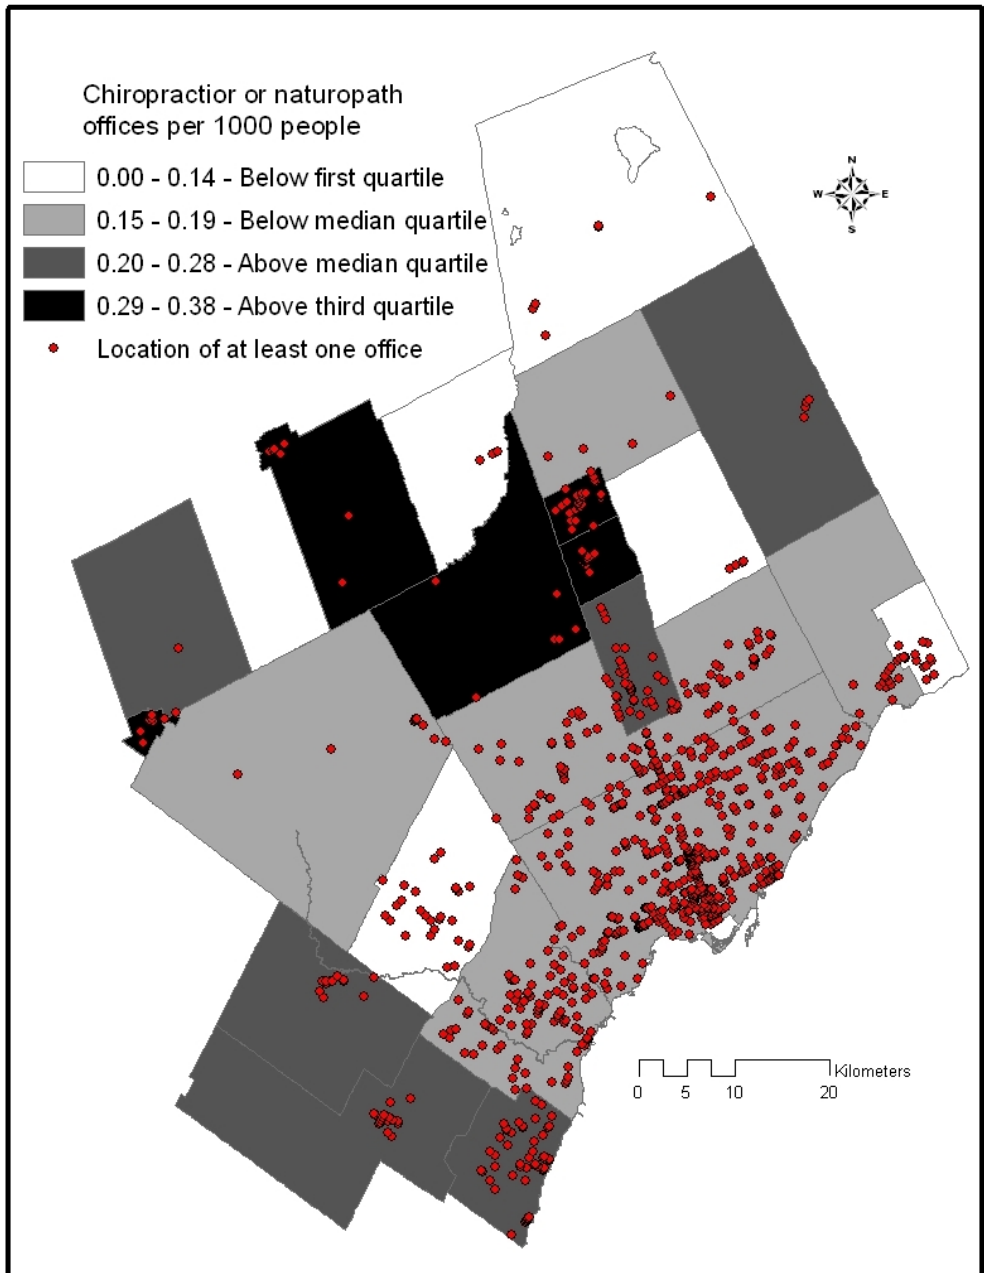 Chiropractior or naturopath
offices per 1000 people
0.00 - 0.14 - Below first quartile
0.15 - 0.19 - Below median quartile
0.20 - 0.28 - Above median quartile
0.29 - 0.38 - Above third quartile
Location of at least one office
N
W E
S
Kilometers
0 5 10 20